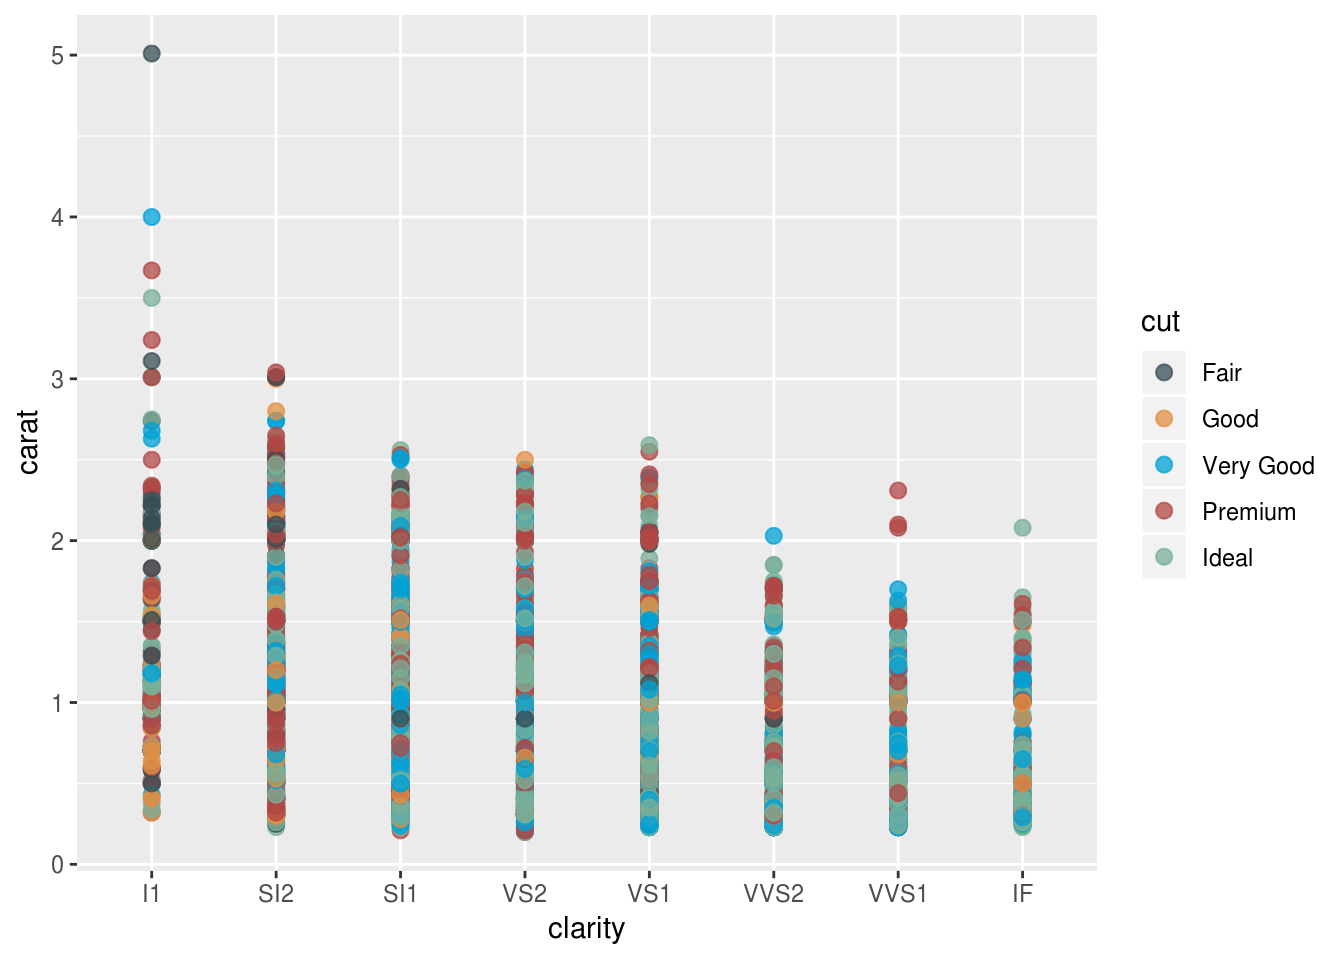 5
4
3
2
1
0
carat
I1 SI2 SI1 VS2 VS1 VVS2 VVS1 IF
clarity
cut
Fair
Good
Very Good
Premium
Ideal